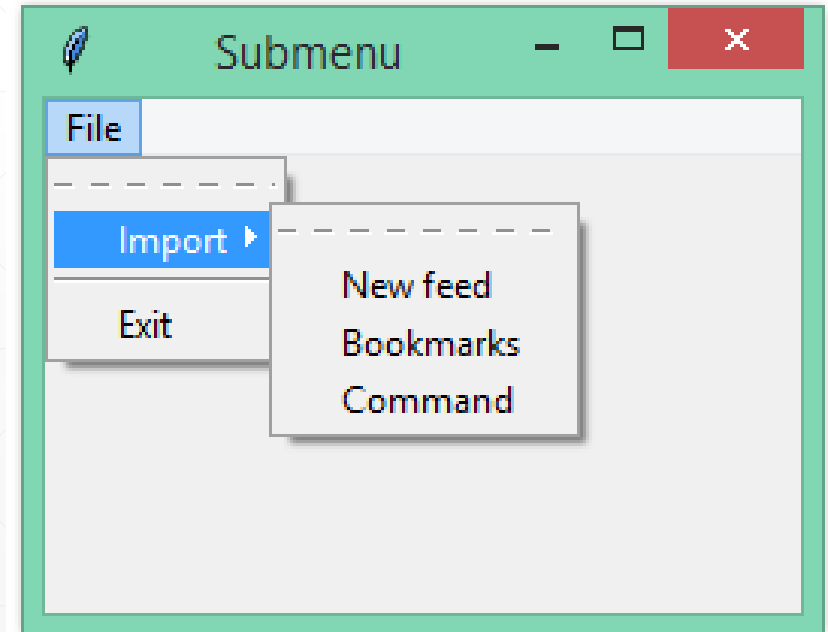 Submenu
File
Import
Exit
New feed
Bookmarks
Command